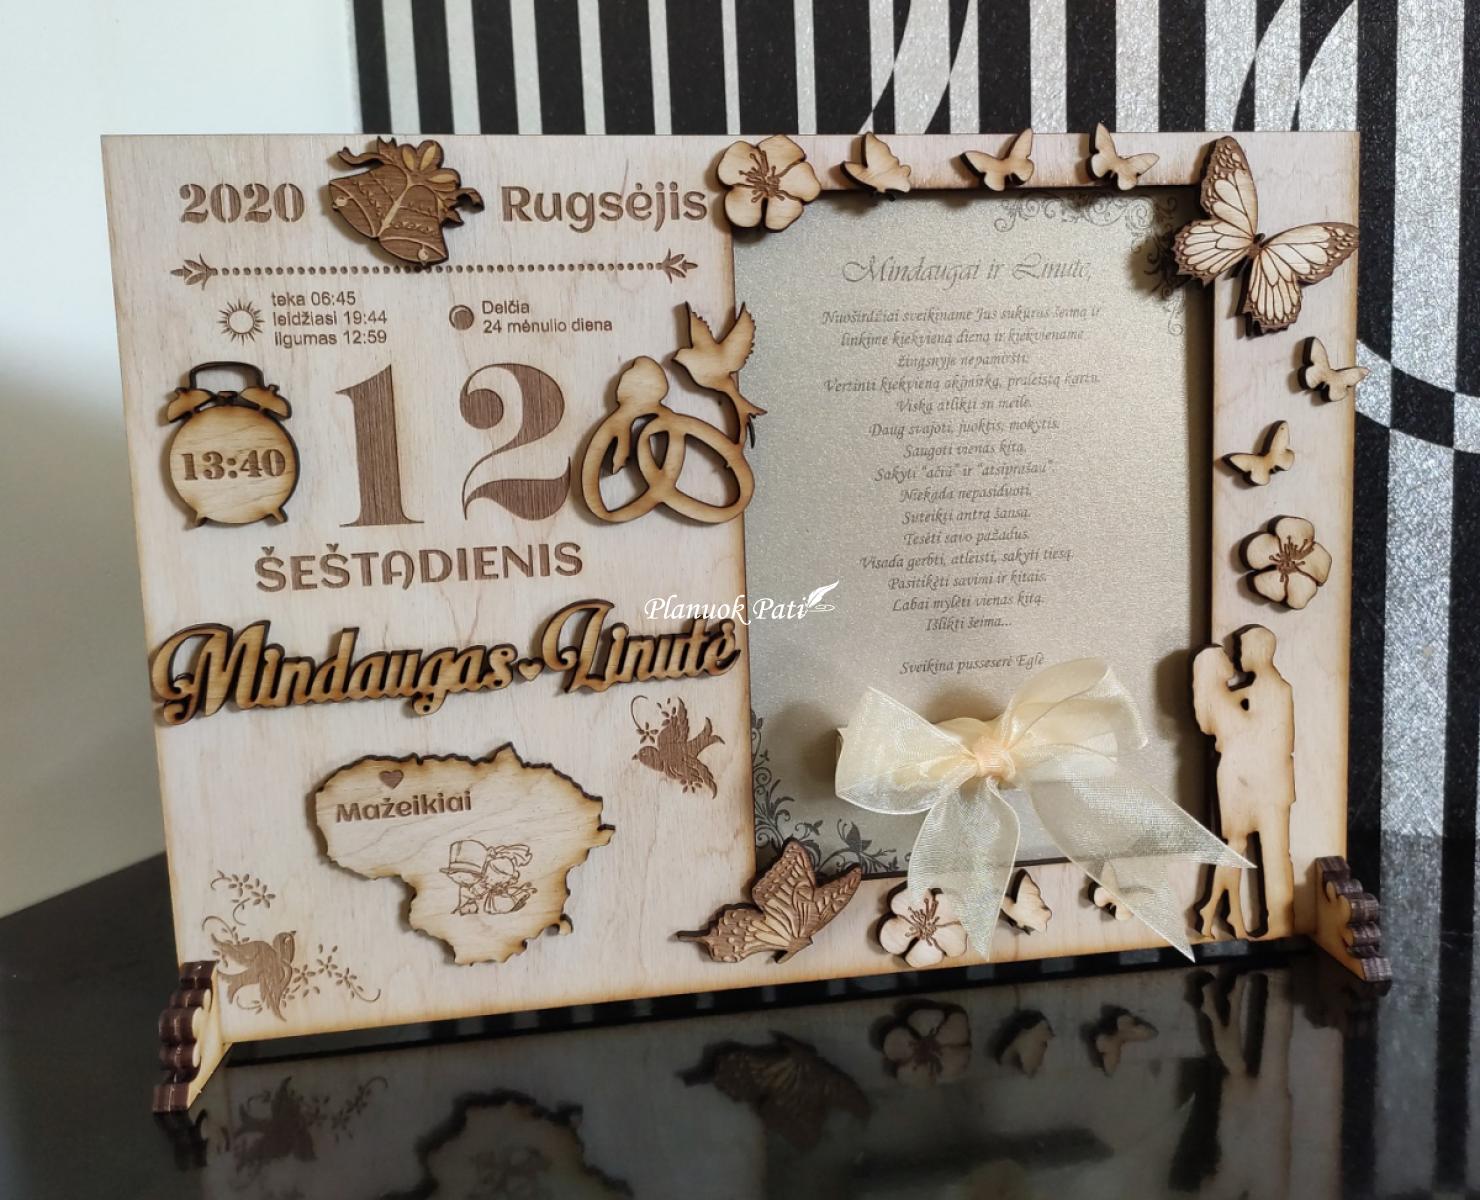 2020 Rugsėjis
teka 06:45
leidžiasi 19:44
ilgumas 12:59
Delčia
24 mėnulio diena
13:40
12
ŠEŠTADIENIS
Mindaugas Linutė
Mažeikiai
Mindaugai ir Linute,
Nuoširdžiai sveikiname Jus sukūrus šeimą ir
linkime kiekvieną dieną ir kiekviename
žingsnyje nepamiršti:
Vertinti kiekvieną akimirką, praleistą kartu.
Viską atlikti su meile.
Daug svajoti, juoktis, mokytis.
Saugoti vienas kitą.
Sakyti "ačiū" ir "atsiprašau"
Niekada nepasiduoti.
Suteikti antrą šansą.
Tesėti savo pažadus.
Visada gerbti, atleisti, sakyti tiesą.
Pasitikėti savimi ir kitais.
Labai mylėti vienas kitą.
Išlikti šeima...
Sveikina pusseserė Eglė
Planuok Pati